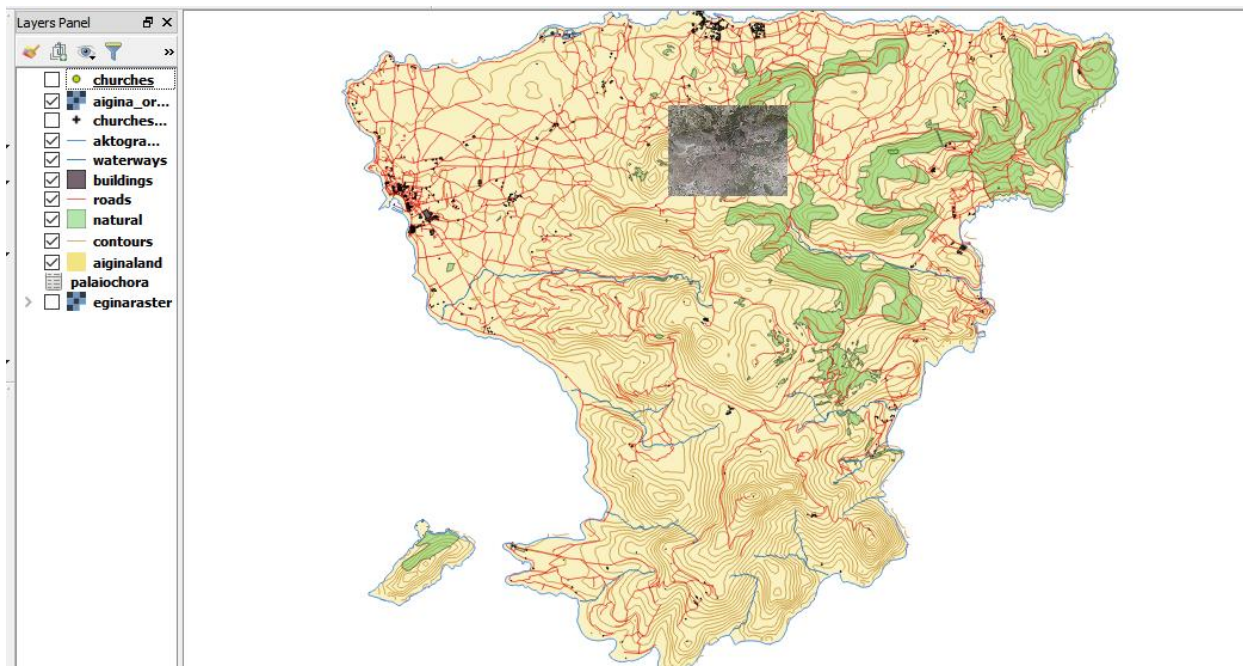 Layers Panel
»
churches
aigina_or...
churches...
aktogra...
waterways
buildings
roads
natural
contours
aiginaland
palaiochora
eginaraster